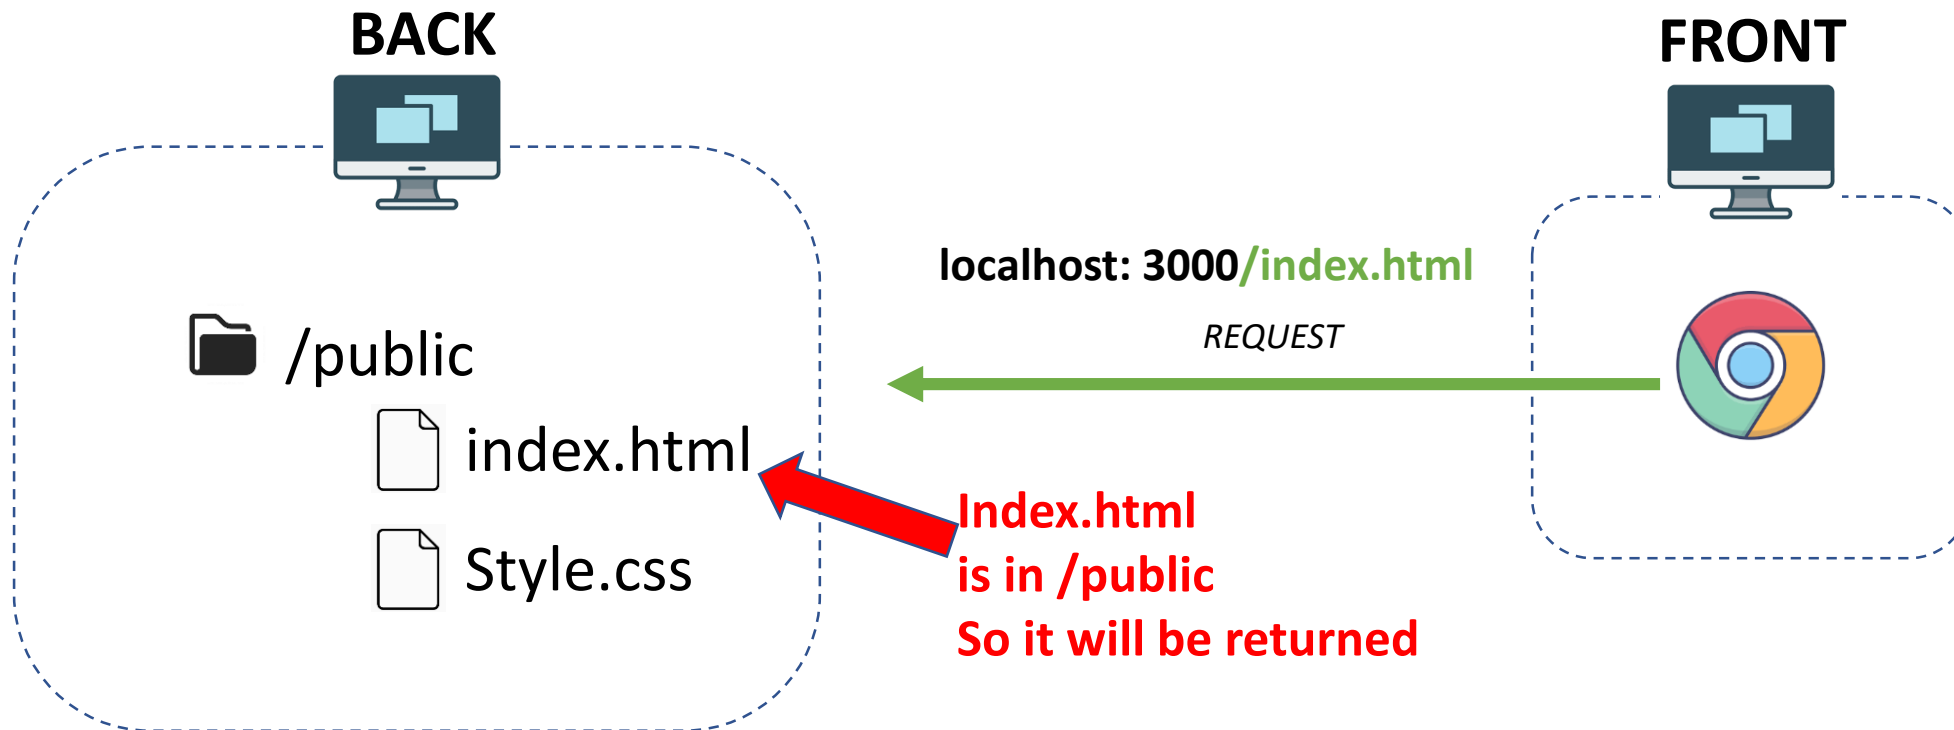 BACK
FRONT
localhost: 3000/index.html
REQUEST
/public
index.html
Style.css
Index.html
is in /public
So it will be returned